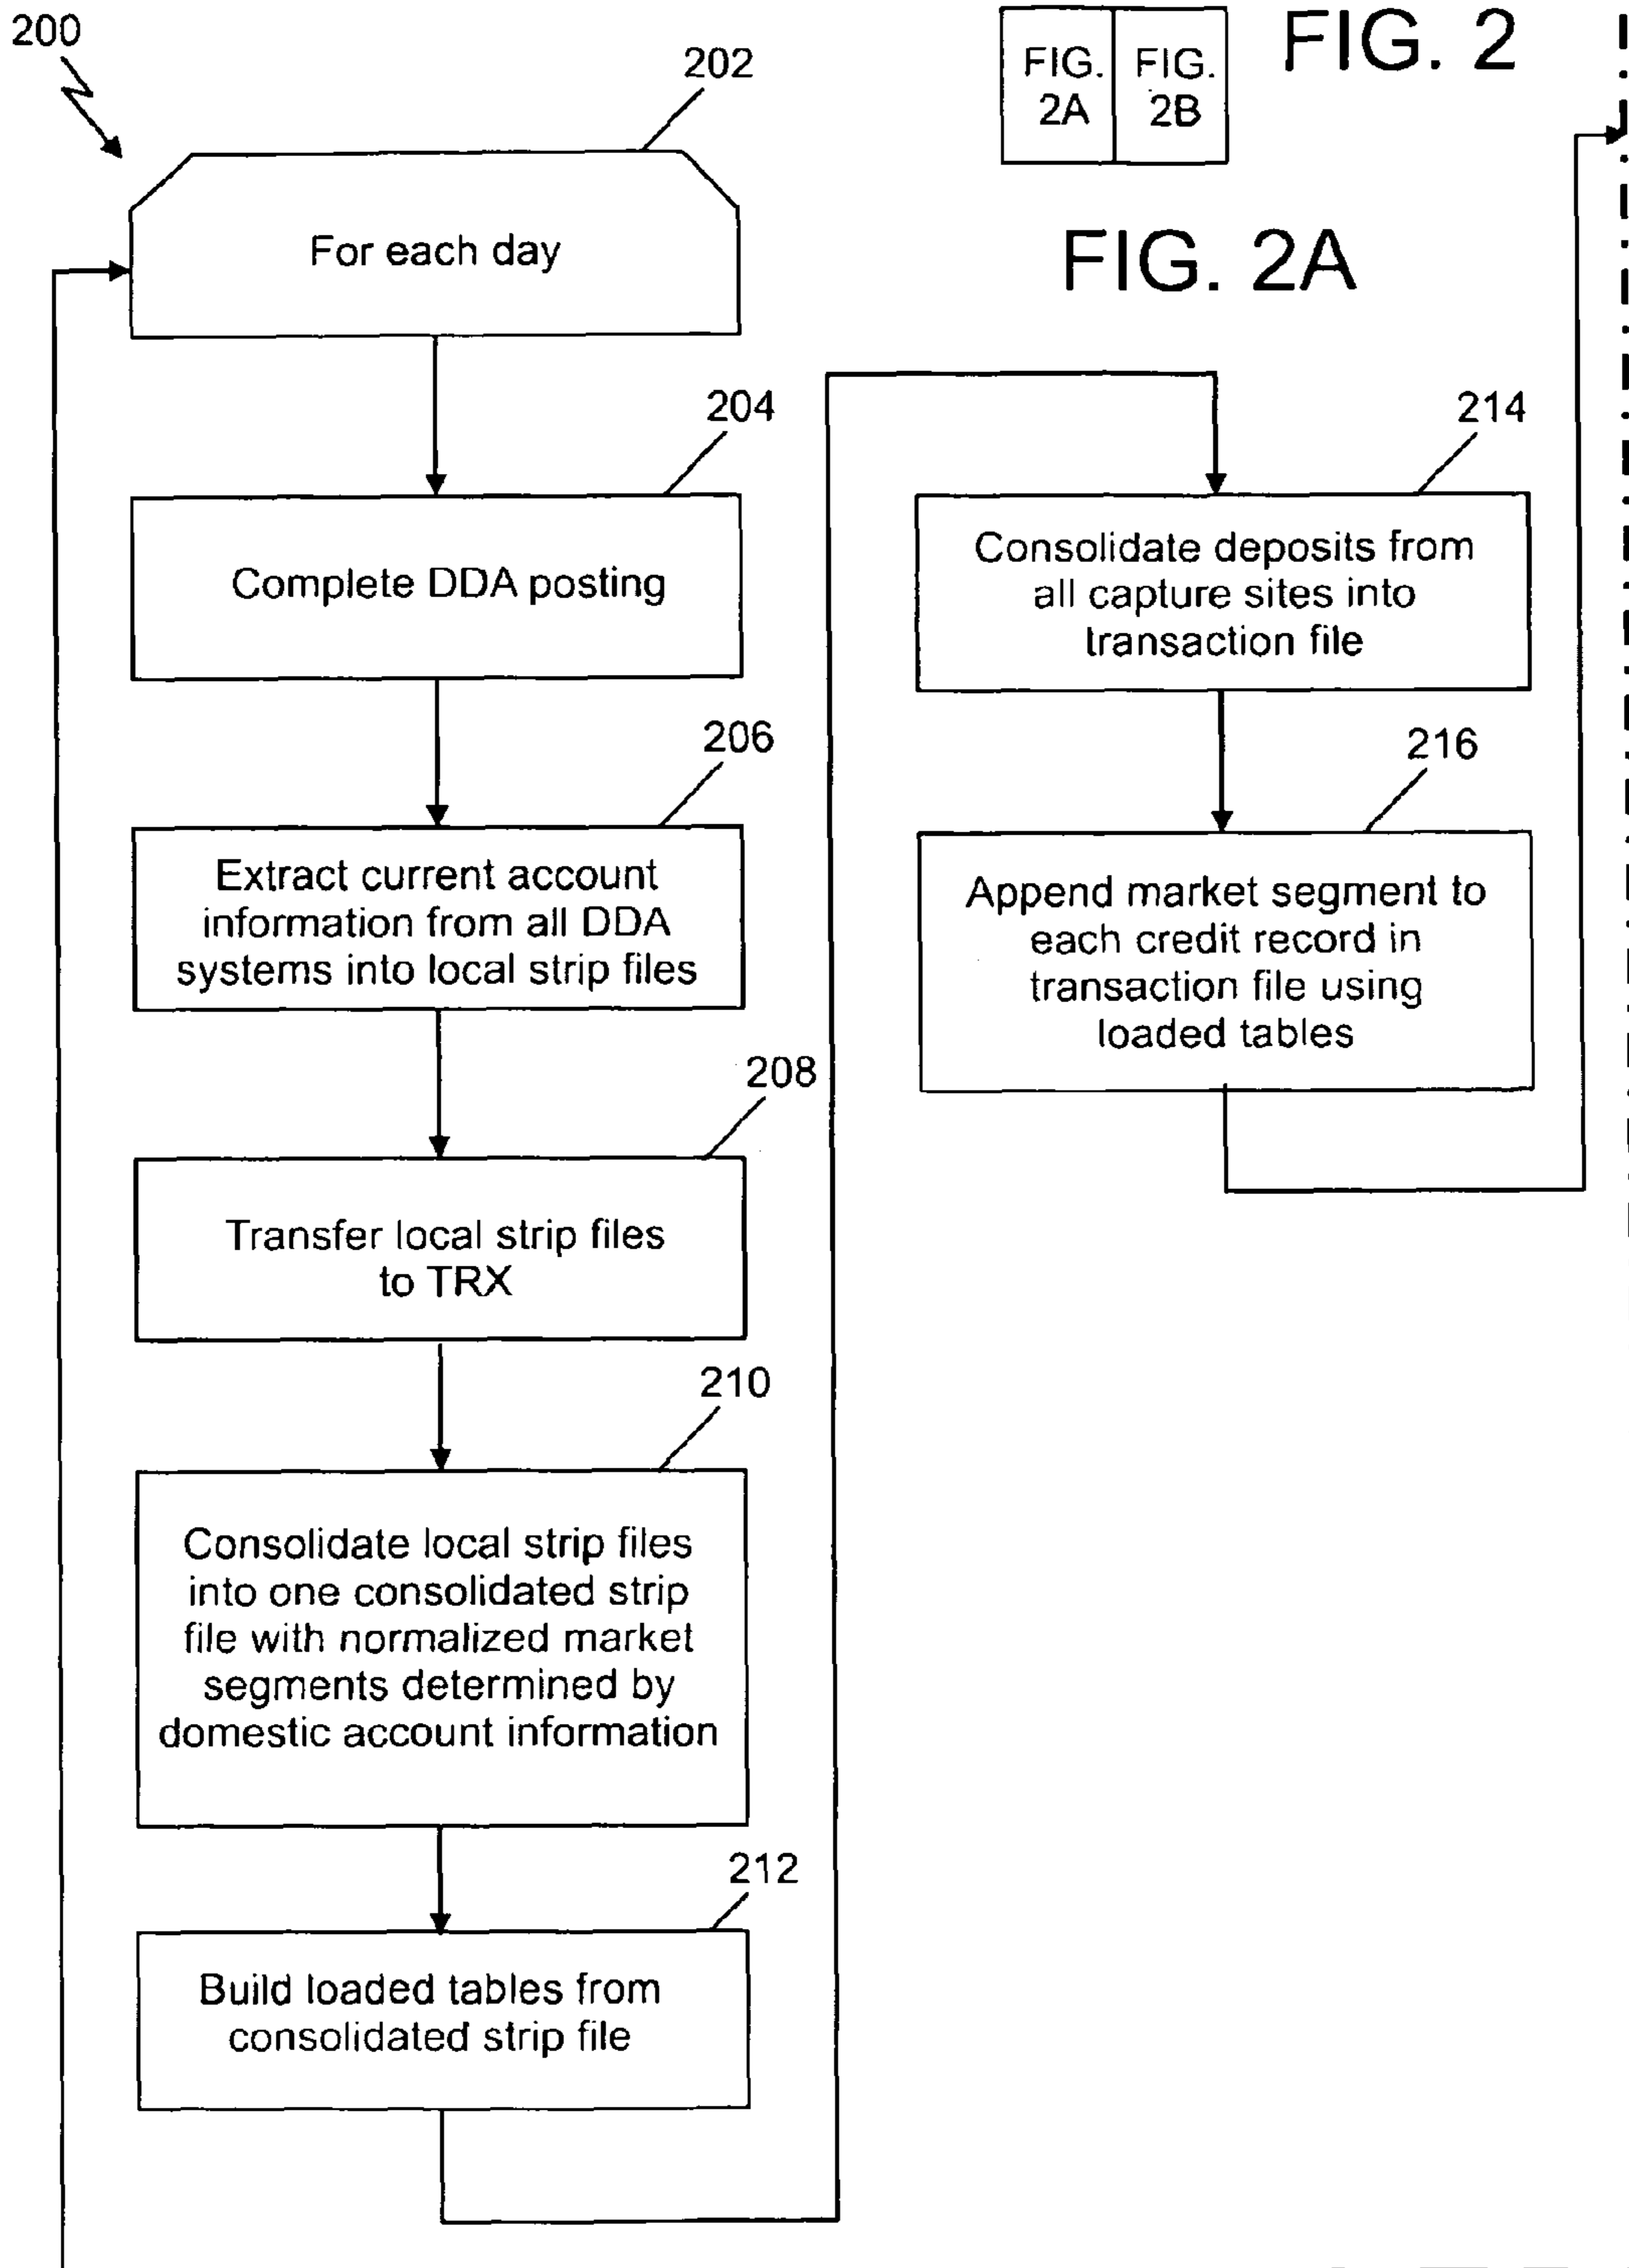 200
202
FIG.
2A
FIG.
2B
FIG. 2
FIG. 2A
For each day
204
Complete DDA posting
206
Extract current account
information from all DDA
systems into local strip files
208
Transfer local strip files
to TRX
210
Consolidate local strip files
into one consolidated strip
file with normalized market
segments determined by
domestic account information
212
Build loaded tables from
consolidated strip file
214
Consolidate deposits from
all capture sites into
transaction file
216
Append market segment to
each credit record in
transaction file using
loaded tables